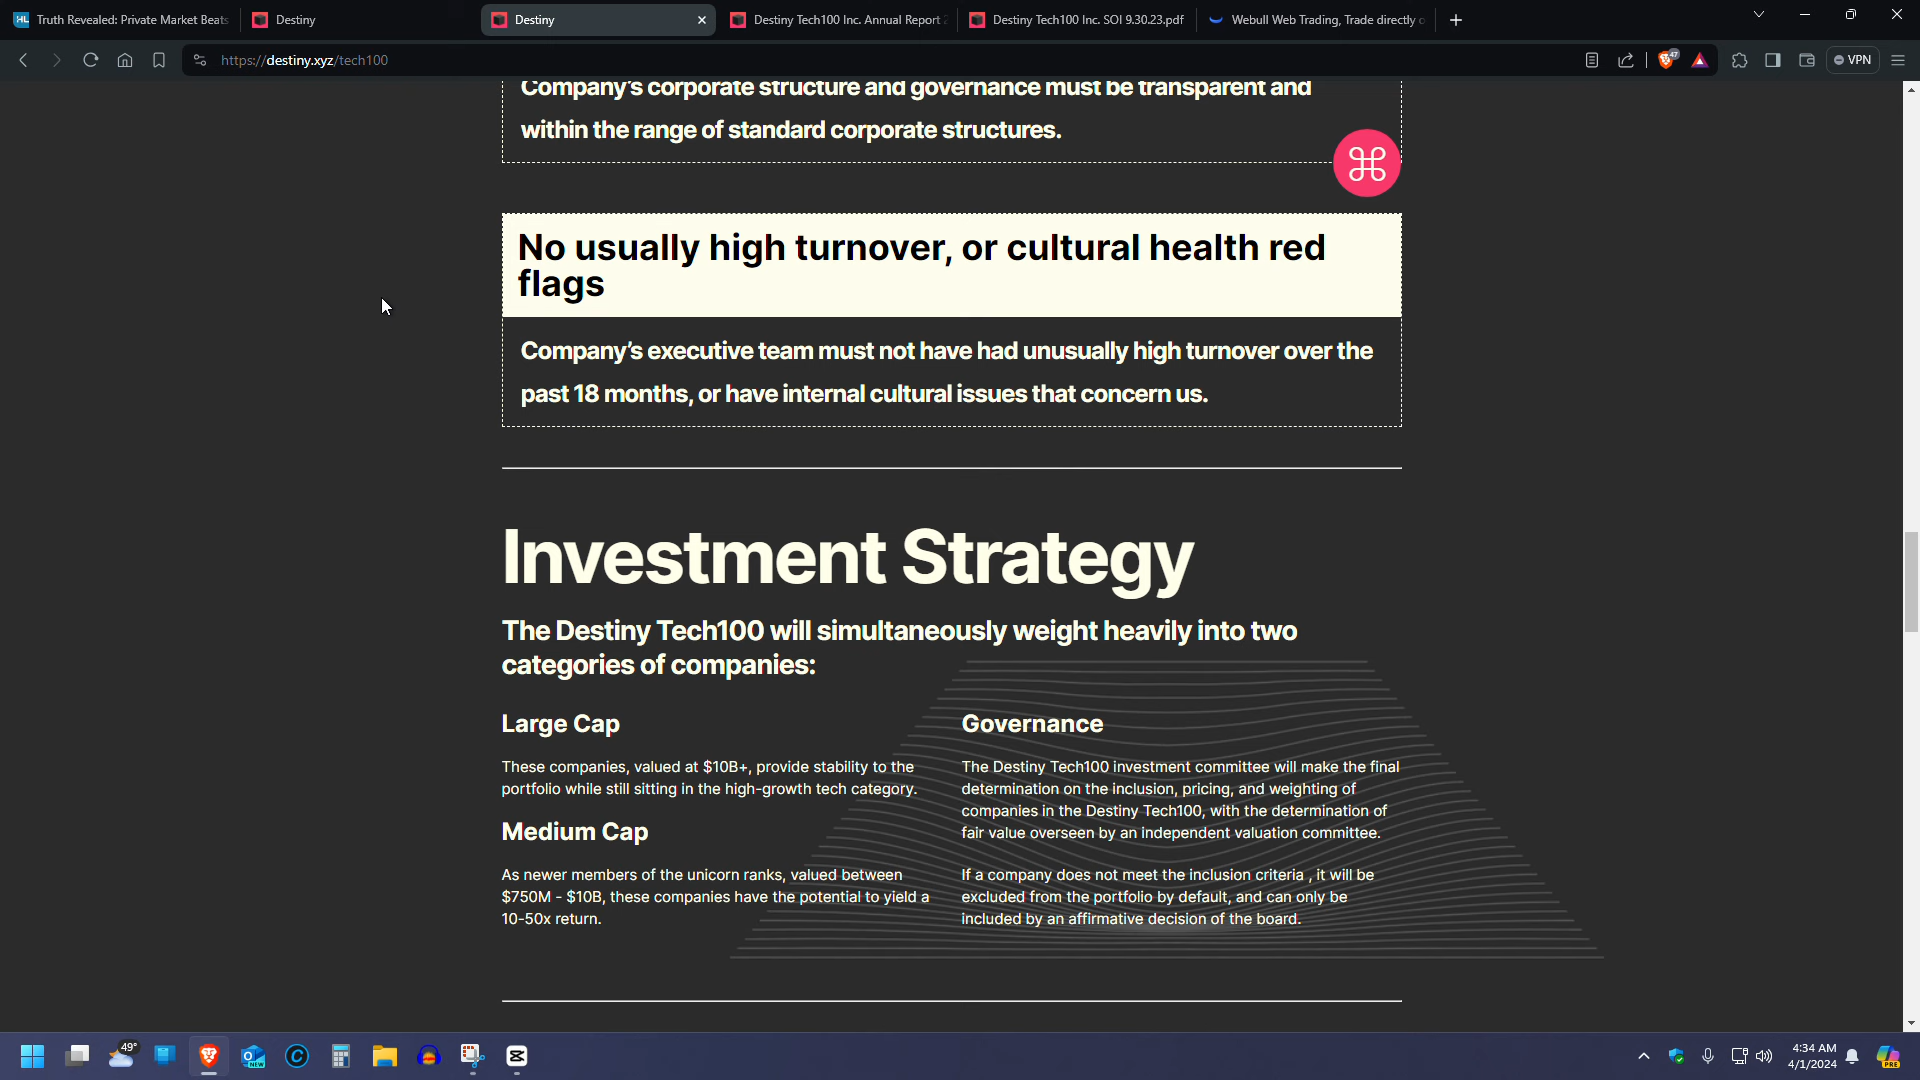 Truth Revealed: Private Market Beats
Destiny
Destiny
Destiny Tech100 Inc. Annual Report
Destiny Tech100 Inc. SOI 9.30.23.pdf
Webull Web Trading, Trade directly
https://destiny.xyz/tech100
47
VPN
Company's corporate structure and governance must be transparent and
within the range of standard corporate structures.
No usually high turnover, or cultural health red
flags
Company's executive team must not have had unusually high turnover over the
past 18 months, or have internal cultural issues that concern us.
Investment Strategy
The Destiny Tech100 will simultaneously weight heavily into two
categories of companies:
Large Cap
These companies, valued at $10B+, provide stability to the
portfolio while still sitting in the high-growth tech category.
Medium Cap
As newer members of the unicorn ranks, valued between
$750M - $10B, these companies have the potential to yield a
10-50x return.
Governance
The Destiny Tech100 investment committee will make the final
determination on the inclusion, pricing, and weighting of
companies in the Destiny Tech100, with the determination of
fair value overseen by an independent valuation committee.
If a company does not meet the inclusion criteria , it will be
excluded from the portfolio by default, and can only be
included by an affirmative decision of the board.
49°
NEW
4:34 AM
4/1/2024
PRE